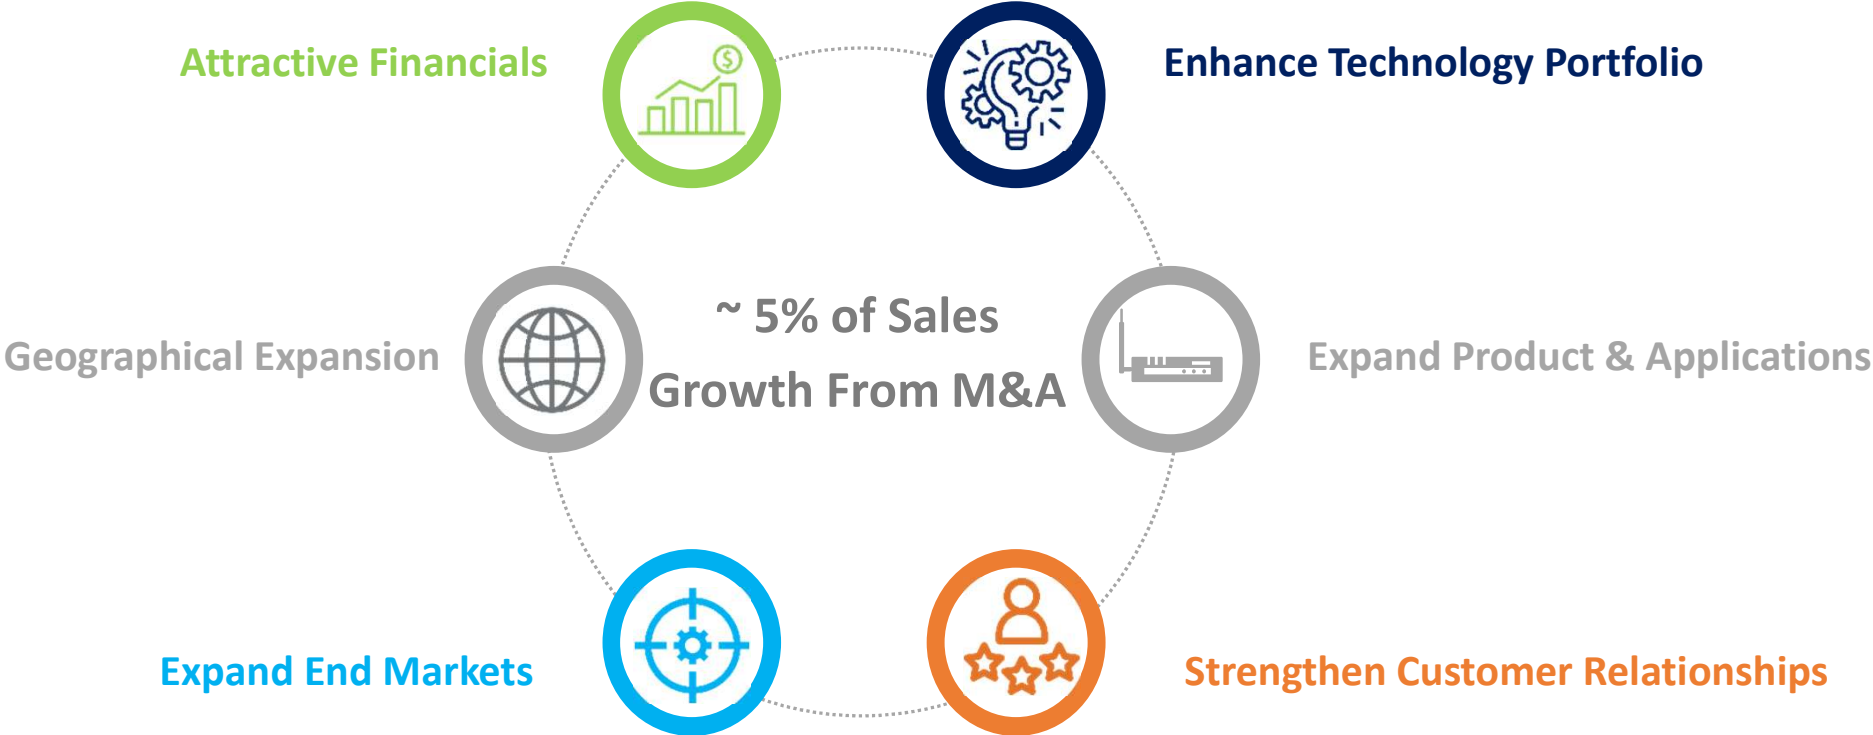 Attractive Financials
Enhance Technology Portfolio
Geographical Expansion
~ 5% of Sales
Growth From M&A
Expand Product & Applications
Expand End Markets
Strengthen Customer Relationships
$